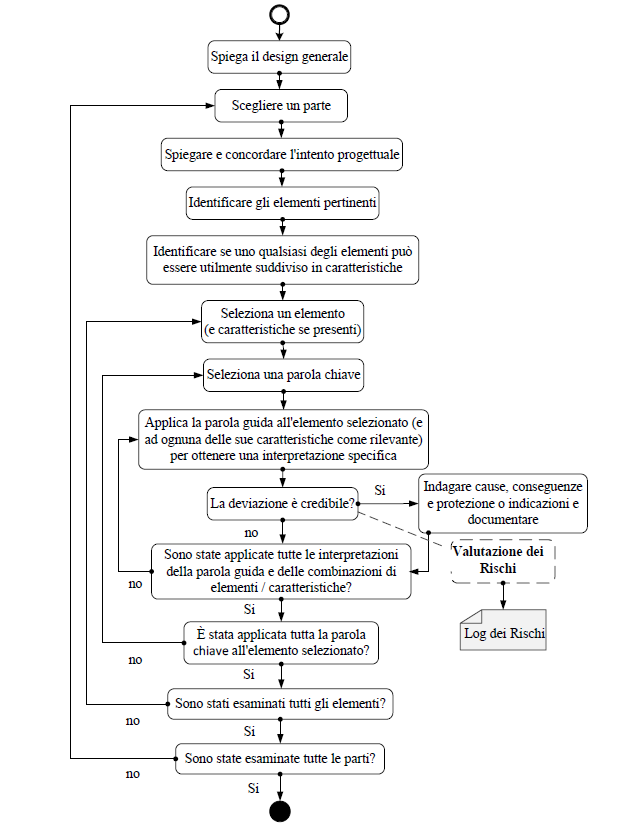 Spiega il design generale
Scegliere un parte
Spiegare e concordare l'intento progettuale
Identificare gli elementi pertinenti
Identificare se uno qualsiasi degli elementi può
essere utilmente suddiviso in caratteristiche
Seleziona un elemento
(e caratteristiche se presenti)
Seleziona una parola chiave
Applica la parola guida all'elemento selezionato (e
ad ognuna delle sue caratteristiche come rilevante)
per ottenere una interpretazione specifica
La deviazione è credibile?
Si
Indagare cause, conseguenze
e protezione o indicazioni e
documentare
no
Valutazione dei
Rischi
Sono state applicate tutte le interpretazioni
della parola guida e delle combinazioni di
elementi / caratteristiche?
no
Si
Log dei Rischi
È stata applicata tutta la parola
chiave all'elemento selezionato?
no
Si
Sono stati esaminati tutti gli elementi?
no
Si
Sono state esaminate tutte le parti?
no
Si